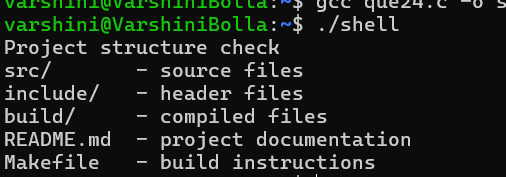 varshini@VarshiniBolla:~$ gcc que24.c -o s
varshini@VarshiniBolla:~$ ./shell
Project structure check
src/      - source files
include/  - header files
build/    - compiled files
README.md - project documentation
Makefile  - build instructions